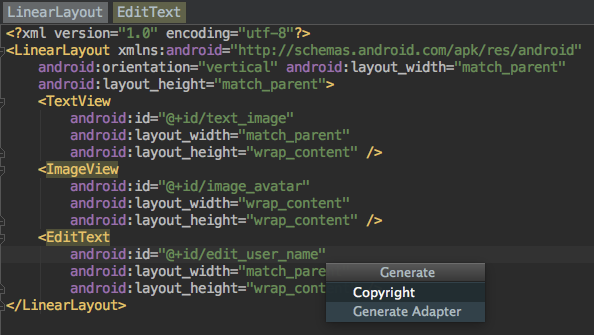 LinearLayout EditText
<?xml version="1.0" encoding="utf-8"?>
<LinearLayout xmlns:android="http://schemas.android.com/apk/res/android"
android:orientation="vertical" android:layout_width="match_parent"
android:layout_height="match_parent">
<TextView
android:id="@+id/text_image"
android:layout_width="match_parent"
android:layout_height="wrap_content" />
<ImageView
android:id="@+id/image_avatar"
android:layout_width="wrap_content"
android:layout_height="wrap_content" />
<EditText
android:id="@+id/edit_user_name"
android:layout_width="match_pare
android:layout_height="wrap_conte
</LinearLayout>
Generate
Copyright
Generate Adapter